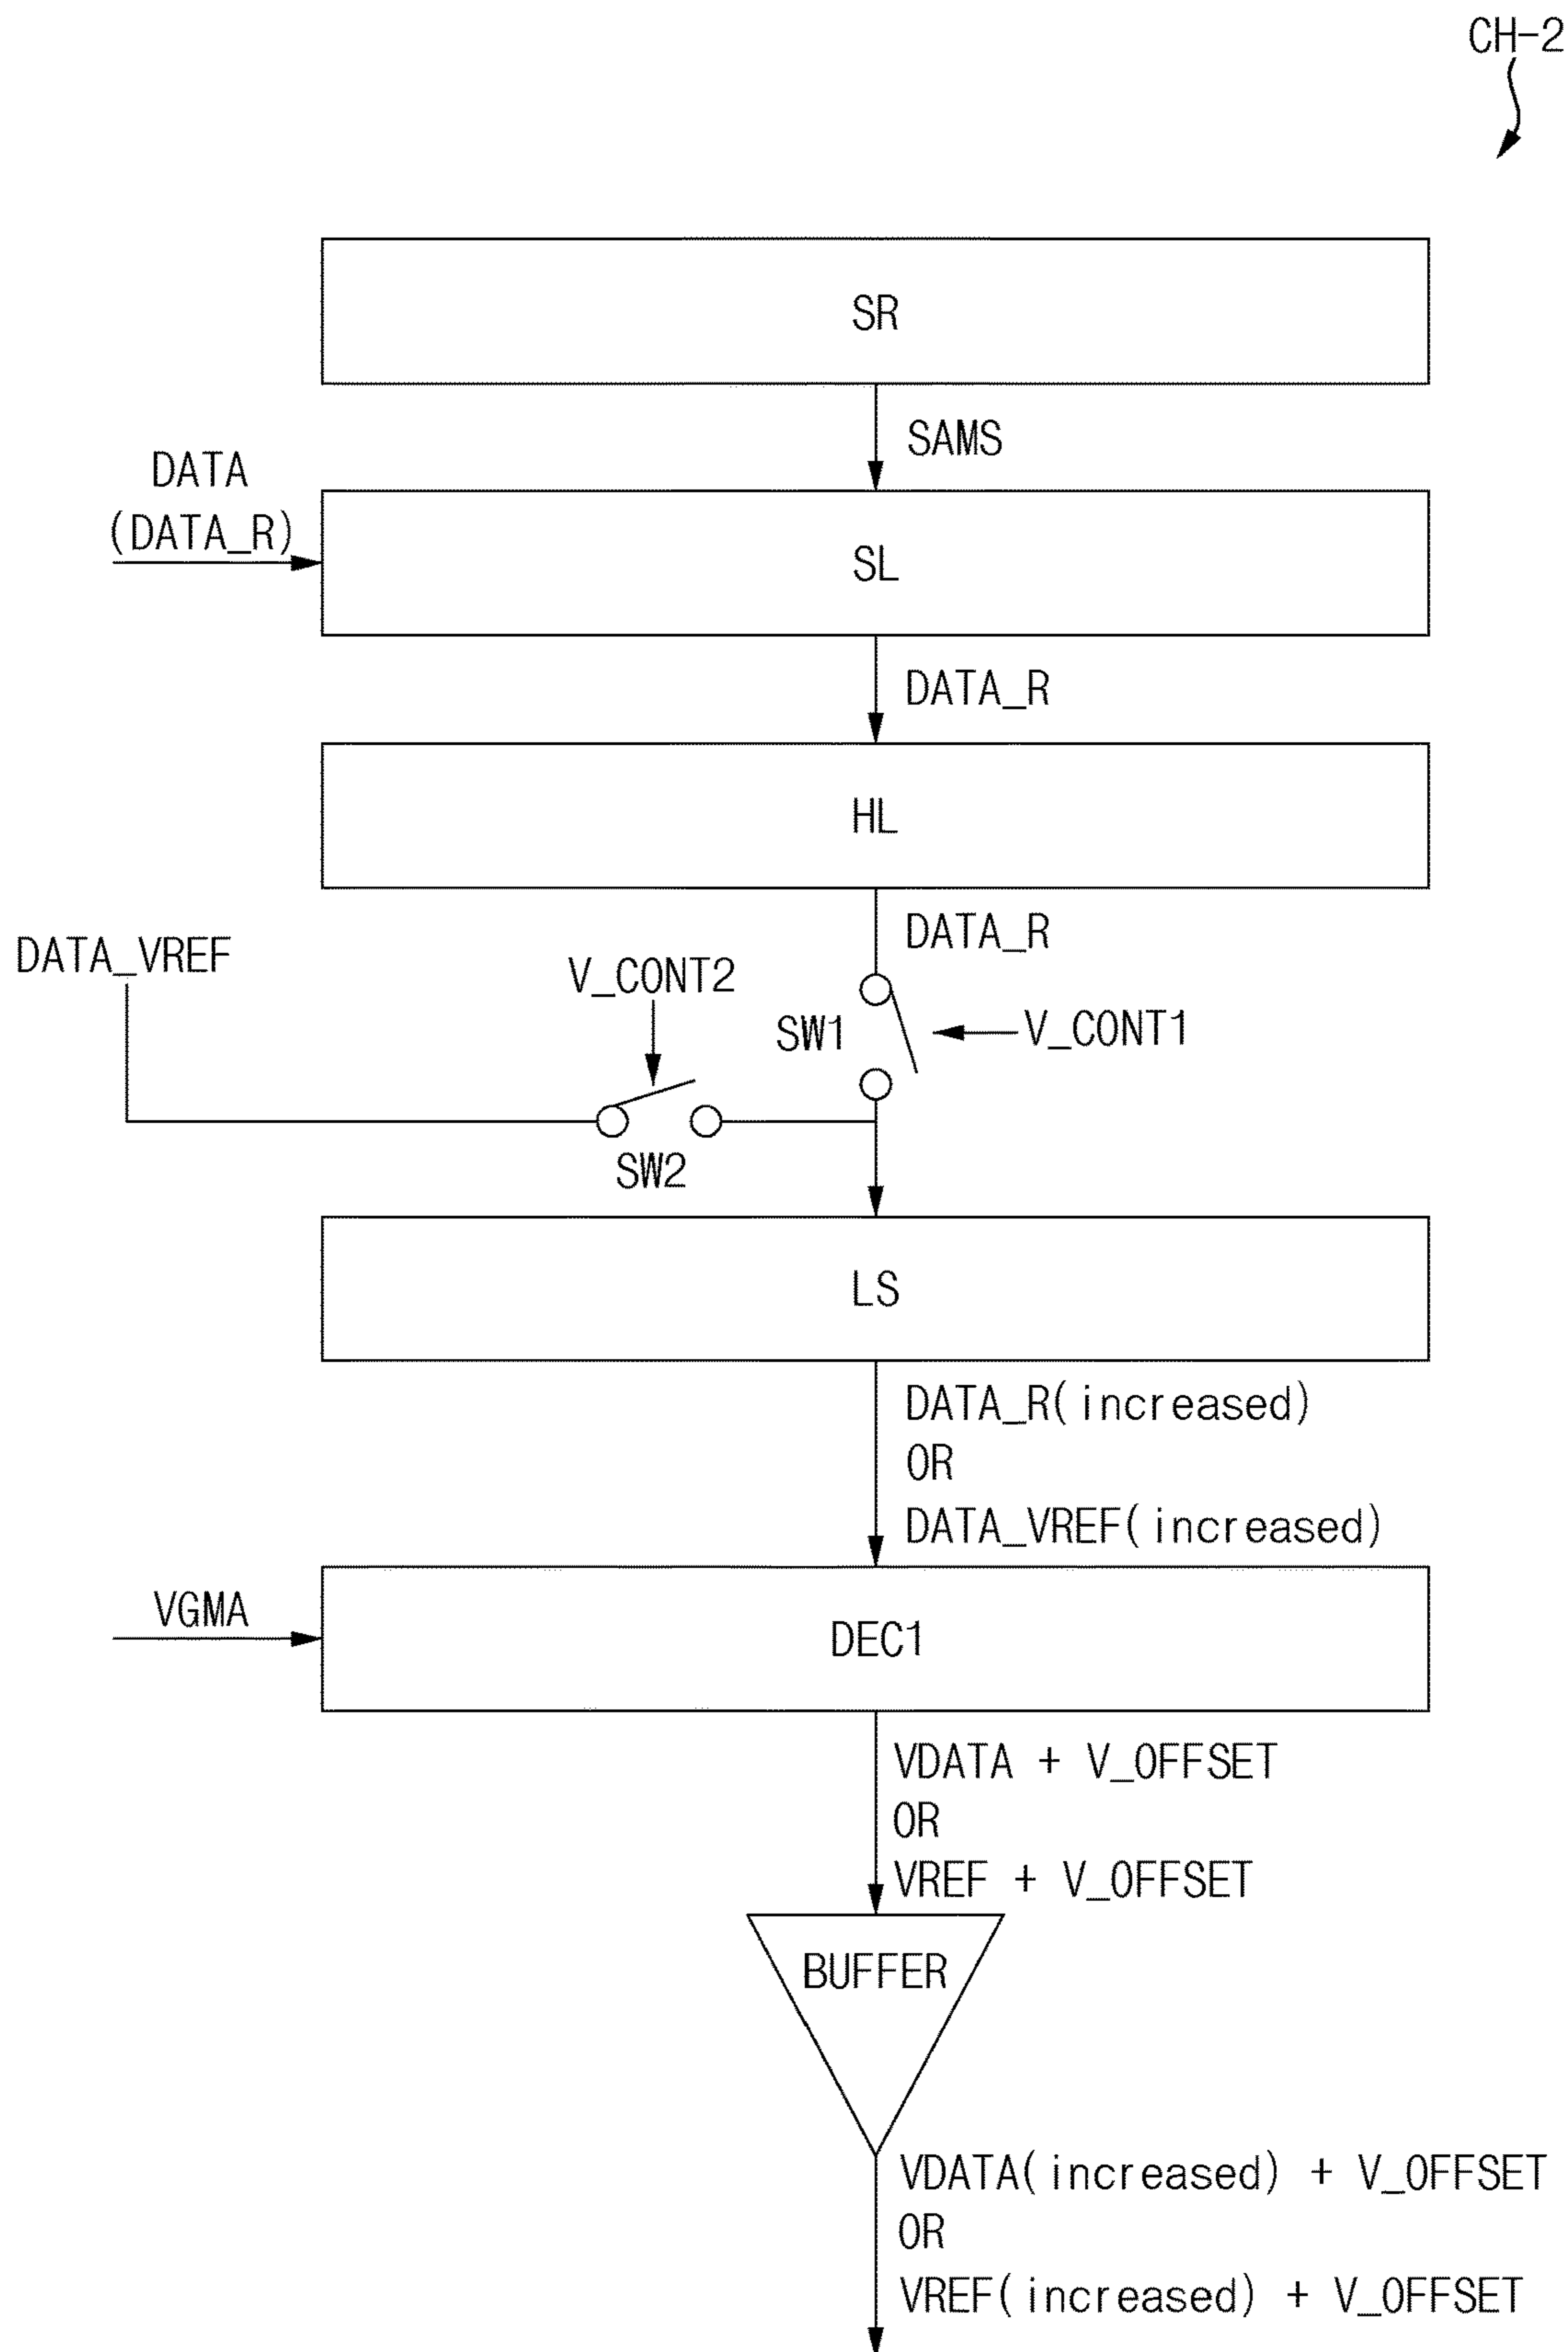 CH-2
SR
SAMS
DATA
(DATA_R)
SL
DATA_R
HL
DATA_R
DATA_VREF
V_CONT2
SW1
V_CONT1
SW2
LS
DATA_R(increased)
OR
DATA_VREF(increased)
VGMA
DEC1
VDATA + V_OFFSET
OR
VREF + V_OFFSET
BUFFER
VDATA(increased) + V_OFFSET
OR
VREF(increased) + V_OFFSET